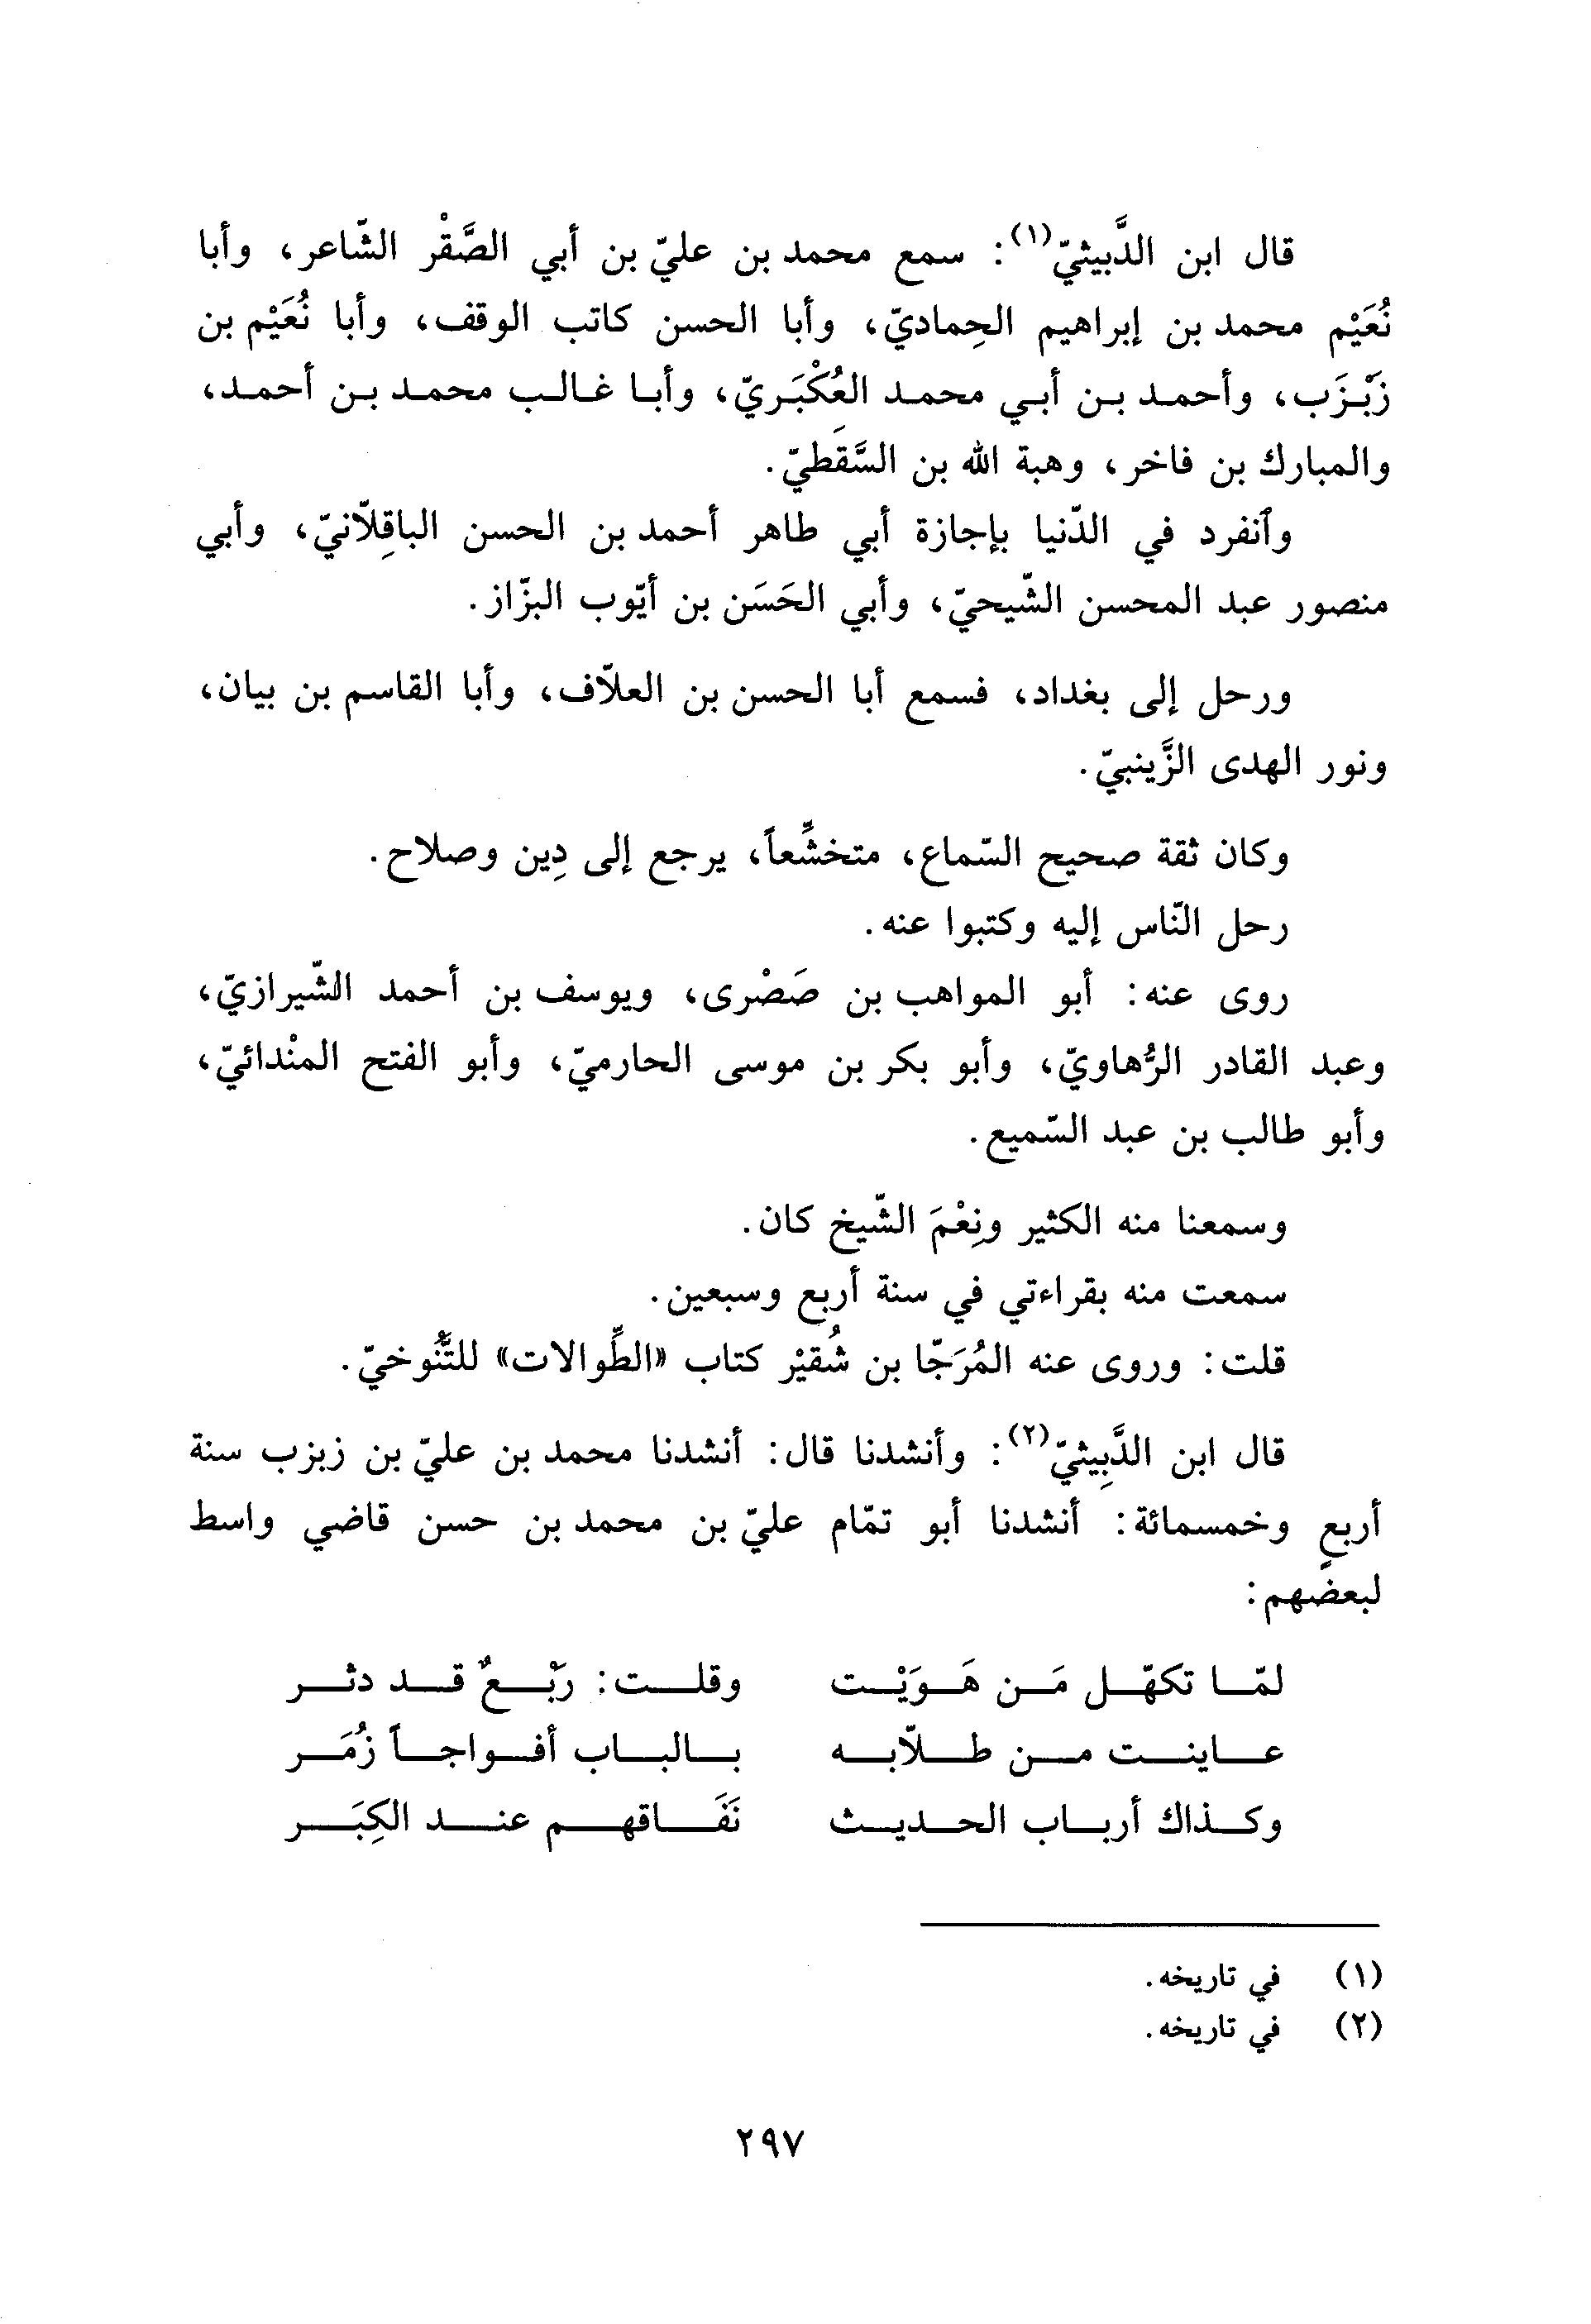 قال ابن الدَّبيثيّ(١): سمع محمد بن عليّ بن أبي الصَّقْر الشّاعر، وأبا
نُعَيْم محمد بن إبراهيم الجِماديّ، وأبا الحسن كاتب الوقف، وأبا نُعَيْم بن
زَبْزَب، وأحمد بن أبي محمد العُكْبَريّ، وأبا غالب محمد بن أحمد،
والمبارك بن فاخر، وهبة الله بن السَّقَطيّ.
وٱنفرد في الدّنيا بإجازة أبي طاهر أحمد بن الحسن الباقِلّانيّ، وأبي
منصور عبد المحسن الشّيحيّ، وأبي الحَسَن بن أيّوب البزّاز.
ورحل إلى بغداد، فسمع أبا الحسن بن العلاّف، وأبا القاسم بن بيان،
ونور الهدى الزَّينبيّ.
وكان ثقة صحيح السّماع، متخشِّعاً، يرجع إلى دِين وصلاح.
رحل النّاس إليه وكتبوا عنه.
روى عنه: أبو المواهب بن صَصْرى، ويوسف بن أحمد الشّيرازيّ،
وعبد القادر الرُّهاويّ، وأبو بكر بن موسى الحارميّ، وأبو الفتح المنْدائيّ،
وأبو طالب بن عبد السّميع.
وسمعنا منه الكثير ونِعْمَ الشّيخ كان.
سمعت منه بقراءتي في سنة أربع وسبعين.
قلت: وروى عنه المُرَجّا بن شُقيْر كتاب «الطِّوالات» للتَّنُوخيّ.
قال ابن الدَّبِيثيّ(٢): وأنشدنا قال: أنشدنا محمد بن عليّ بن زبزب سنة
أربعٍ وخمسمائة: أنشدنا أبو تمّام عليّ بن محمد بن حسن قاضي واسط
لبعضهم:
لمّا تكهّل مَن هَوَيْت وقلت: رَبْعٌ قد دثر
عاينت من طلّابه بالباب أفواجاً زُمَر
وكذاك أرباب الحديث نَفَاقهم عند الكِبَر
(١) في تاريخه.
(٢) في تاريخه.
٢٩٧